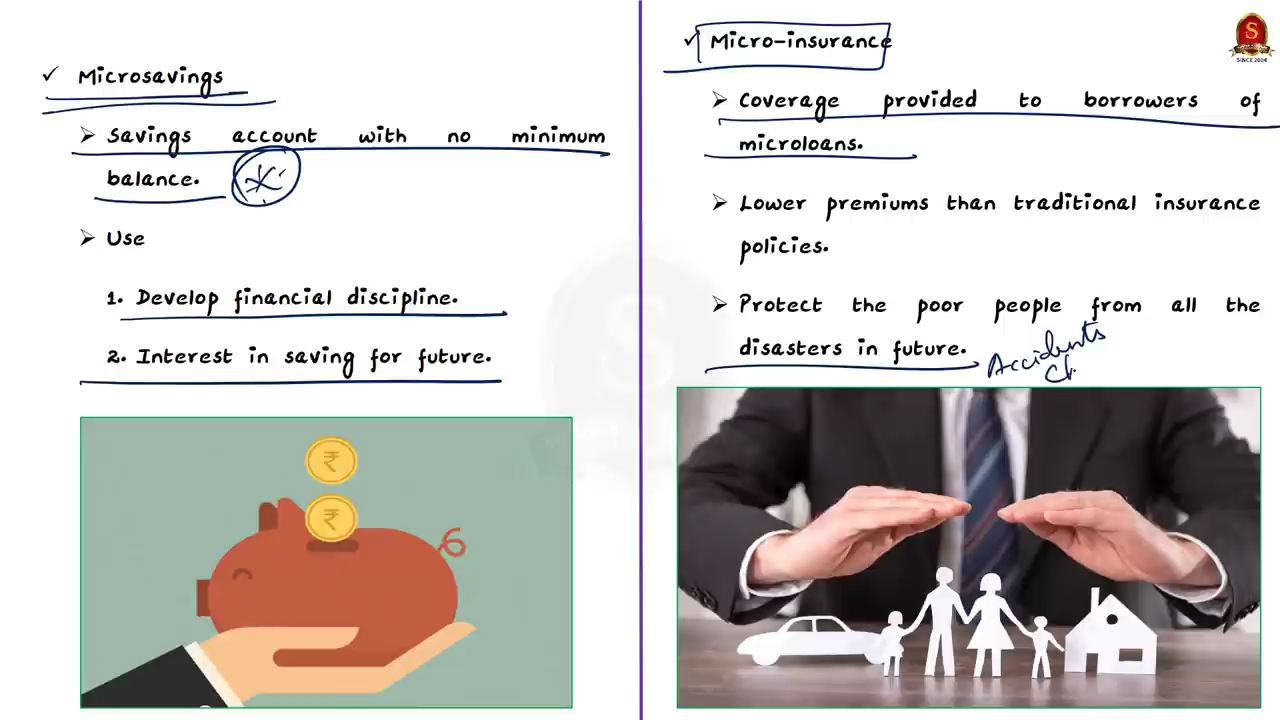 ✓ Microsavings
➢ Savings account with no minimum
balance.
➢ Use
1. Develop financial discipline.
2. Interest in saving for future.
₹
₹
✓ Micro-insurance
➢ Coverage provided to borrowers of
microloans.
➢ Lower premiums than traditional insurance
policies.
➢ Protect the poor people from all the
disasters in future.
Accidents
S
SINCE 2004